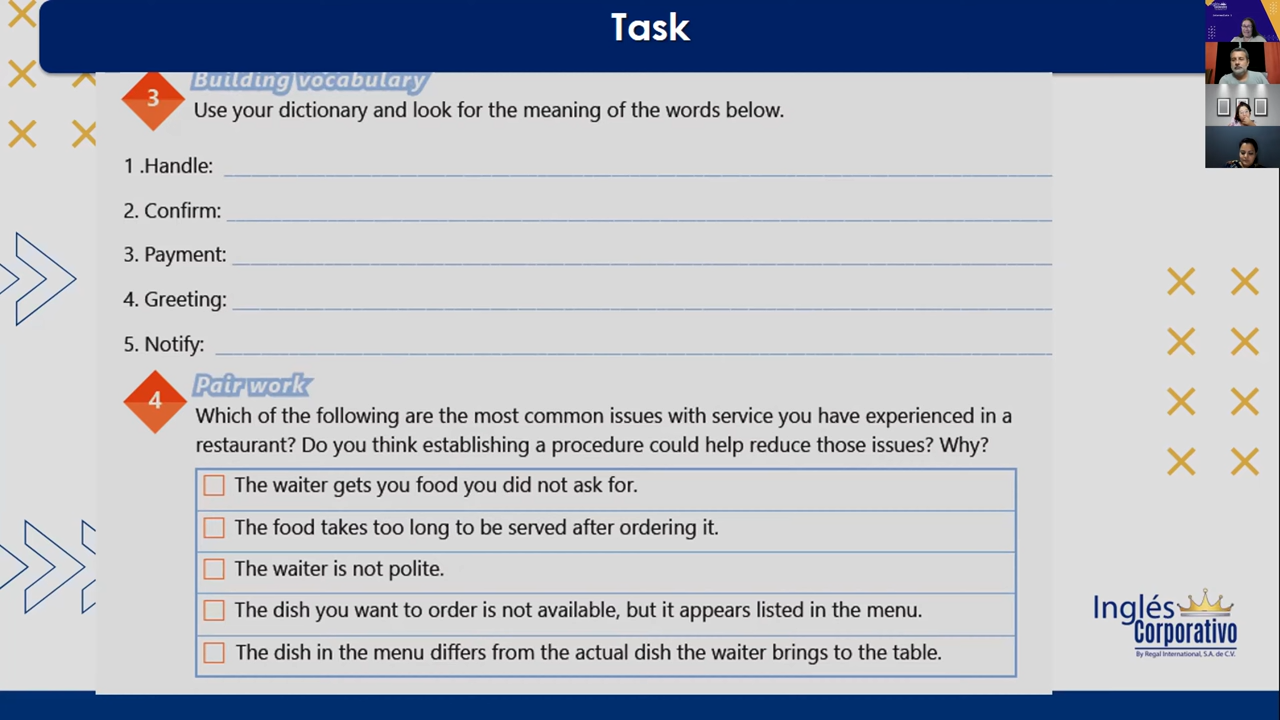 Task
3
Building vocabulary
Use your dictionary and look for the meaning of the words below.
1 .Handle:
2. Confirm:
3. Payment:
4. Greeting:
5. Notify:
4
Pair work
Which of the following are the most common issues with service you have experienced in a
restaurant? Do you think establishing a procedure could help reduce those issues? Why?
The waiter gets you food you did not ask for.
The food takes too long to be served after ordering it.
The waiter is not polite.
The dish you want to order is not available, but it appears listed in the menu.
The dish in the menu differs from the actual dish the waiter brings to the table.
Inglés
Corporativo
By Regal International, S.A. de C.V.